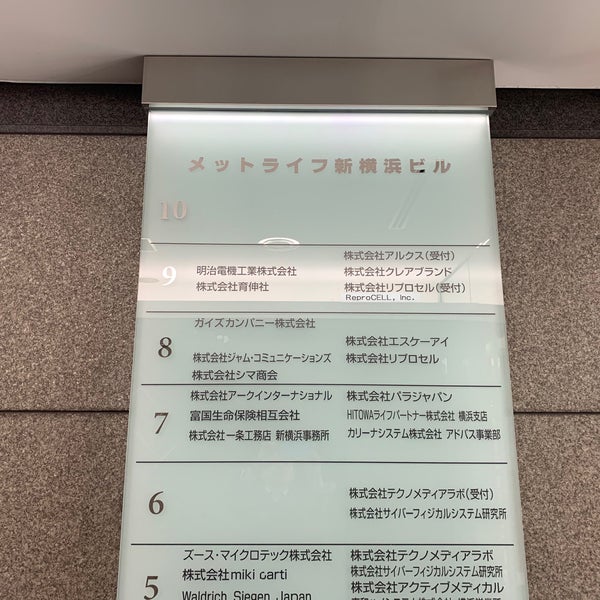 メットライフ新横浜ビル
10
9
株式会社アルクス(受付)
明治電機工業株式会社 株式会社クレアブランド
株式会社育伸社 株式会社リプロセル(受付)
ReproCELL, Inc.
ガイズカンパニー株式会社
8
株式会社エスケーアイ
株式会社ジャム・コミュニケーションズ 株式会社リプロセル
株式会社シマ商会
7
株式会社アークインターナショナル 株式会社パラジャパン
富国生命保険相互会社 HITOWAライフパートナー株式会社 横浜支店
株式会社一条工務店 新横浜事務所 カリーナシステム株式会社 アドバス事業部
6
株式会社テクノメディアラボ(受付)
株式会社サイバーフィジカルシステム研究所
5
ズース・マイクロテック株式会社 株式会社テクノメディアラボ
株式会社miki carti 株式会社サイバーフィジカルシステム研究所
株式会社アクティブメディカル
Waldrich Siegen Japan